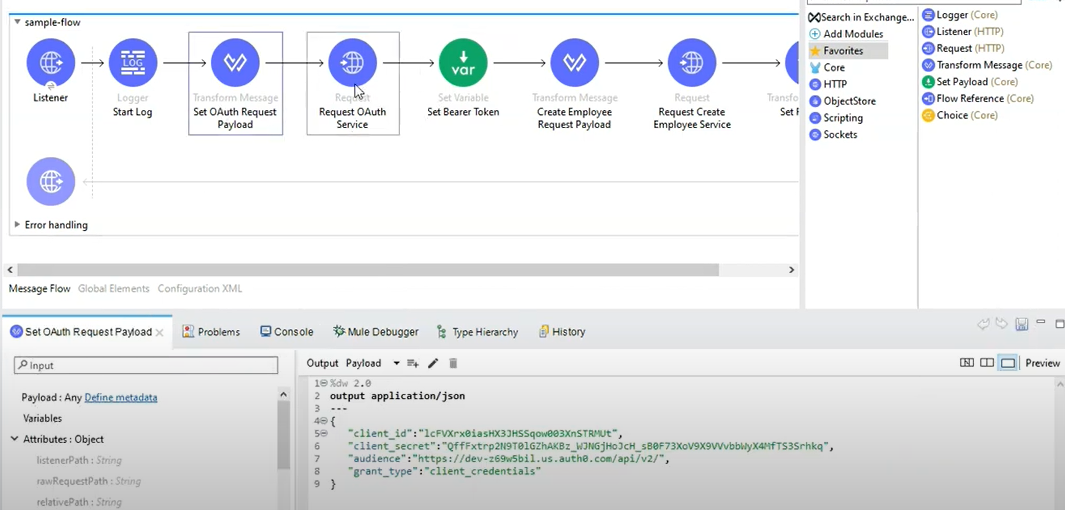 sample-flow
Listener
Logger
Start Log
Transform Message
Set OAuth Request
Payload
Request
Request OAuth
Service
Set Variable
Set Bearer Token
Transform Message
Create Employee
Request Payload
Request
Request Create
Employee Service
LOG
var
Error handling
Message Flow Global Elements Configuration XML
Search in Exchange...
Add Modules
Favorites
Core
HTTP
ObjectStore
Scripting
Sockets
Logger (Core)
Listener (HTTP)
Request (HTTP)
Transform Message (Core)
Set Payload (Core)
Flow Reference (Core)
Choice (Core)
Set OAuth Request Payload Problems Console Mule Debugger Type Hierarchy History
Input
Payload : Any Define metadata
Variables
Attributes : Object
listenerPath : String
rawRequestPath : String
relativePath : String
Output Payload Preview
1 %dw 2.0
2 output application/json
3 ---
4 {
5 "client_id":"lcFVXrx0iasHX3JHSSqow003XnSTRMUt",
6 "client_secret":"QffFxtrp2N9T0lGZhAKBz_WJNGjHoJcH_sB0F73XoV9X9VVvbbWyX4MfTS3Srhkq",
7 "audience":"https://dev-z69w5bil.us.auth0.com/api/v2/",
8 "grant_type":"client_credentials"
9 }